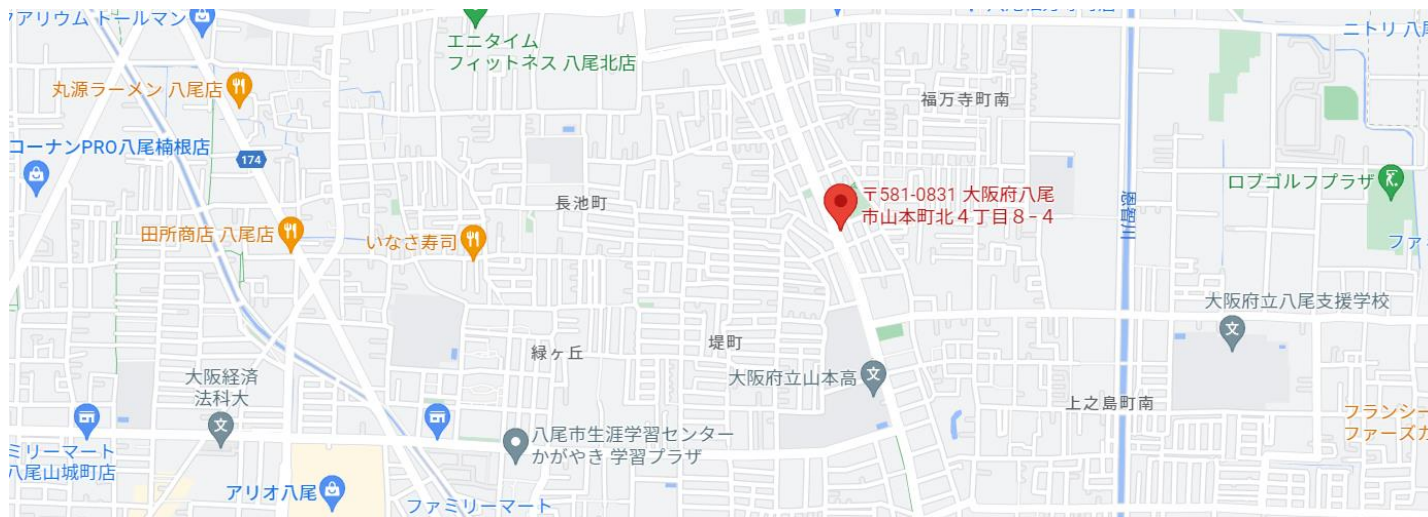 アリウム トールマン
エニタイム
フィットネス 八尾北店
ニトリ 八尾
丸源ラーメン 八尾店
福万寺町南
コーナンPRO八尾楠根店
174
長池町
〒581-0831 大阪府八尾
市山本町北４丁目８−４
ロブゴルフプラザ
恩智川
田所商店 八尾店
いなさ寿司
ファ
大阪府立八尾支援学校
緑ヶ丘
堤町
大阪経済
法科大
大阪府立山本高
上之島町南
フランシ
ファーズカ
ミリーマート
八尾山城町店
八尾市生涯学習センター
かがやき 学習プラザ
アリオ八尾
ファミリーマート